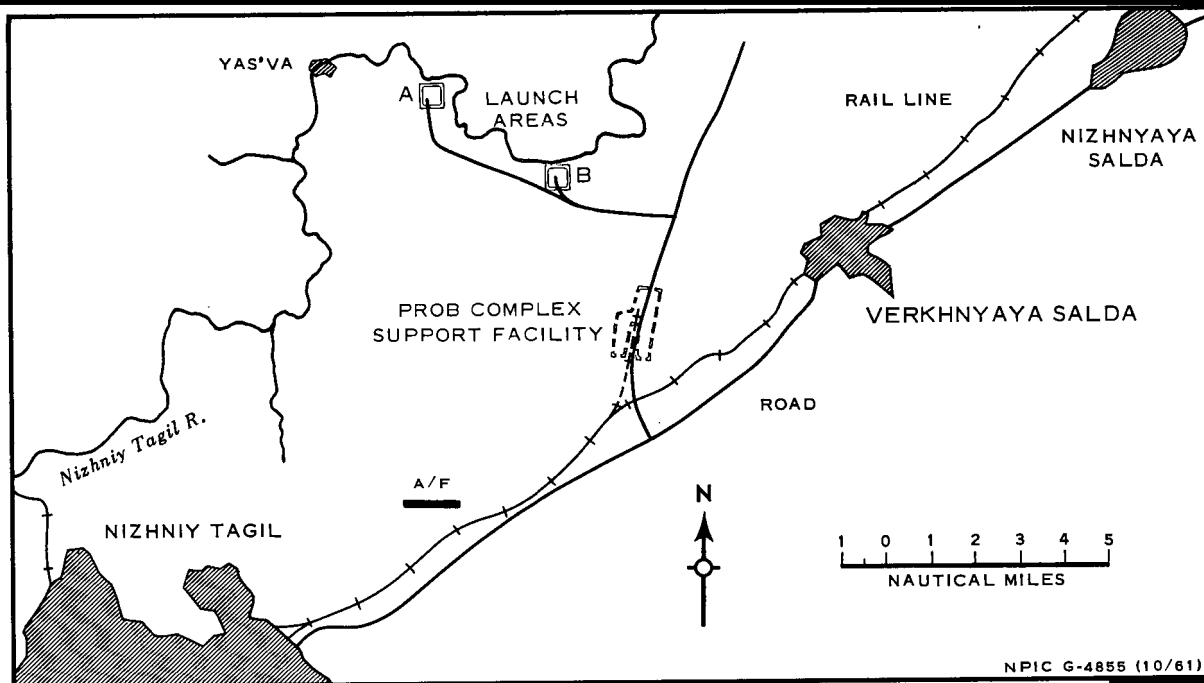 YAS'VA
A
LAUNCH
AREAS
B
RAIL LINE
NIZHNYAYA
SALDA
PROB COMPLEX
SUPPORT FACILITY
VERKHNYAYA SALDA
ROAD
Nizhniy Tagil R.
A/F
NIZHNIY TAGIL
N
1 0 1 2 3 4 5
NAUTICAL MILES
NPIC G-4855 (10/61)